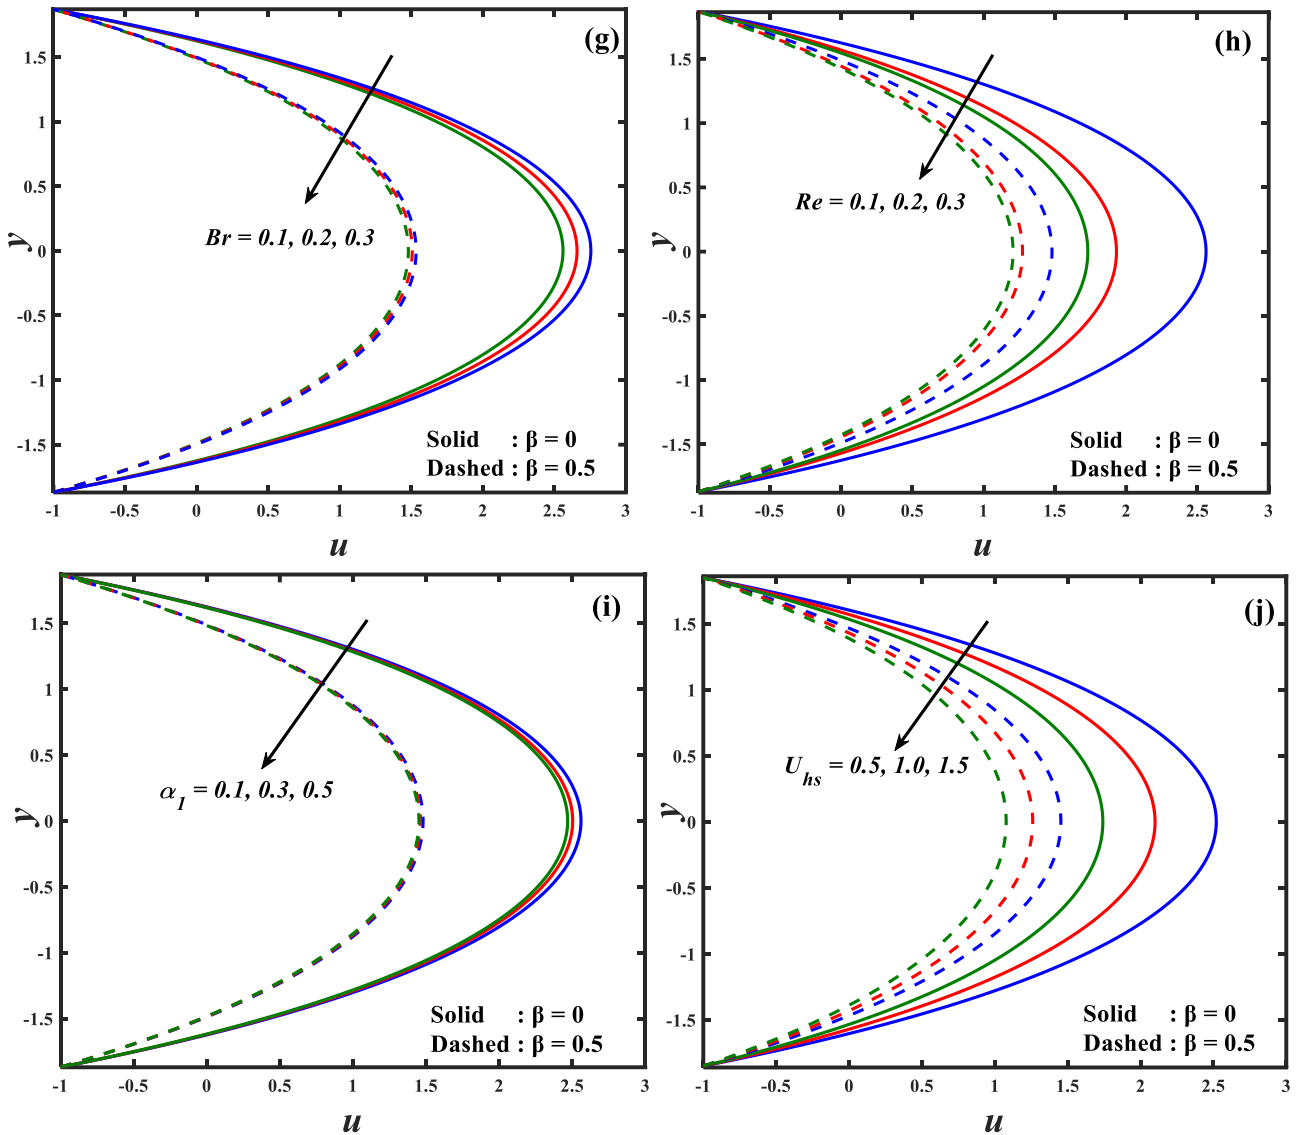 (g)
1.5
1
0.5
0
-0.5
-1
-1.5
y
Br = 0.1, 0.2, 0.3
Solid : β = 0
Dashed : β = 0.5
-1 -0.5 0 0.5 1 1.5 2 2.5 3
u
(h)
1.5
1
0.5
0
-0.5
-1
-1.5
y
Re = 0.1, 0.2, 0.3
Solid : β = 0
Dashed : β = 0.5
-1 -0.5 0 0.5 1 1.5 2 2.5 3
u
(i)
1.5
1
0.5
0
-0.5
-1
-1.5
y
α1 = 0.1, 0.3, 0.5
Solid : β = 0
Dashed : β = 0.5
-1 -0.5 0 0.5 1 1.5 2 2.5 3
u
(j)
1.5
1
0.5
0
-0.5
-1
-1.5
y
Uhs = 0.5, 1.0, 1.5
Solid : β = 0
Dashed : β = 0.5
-1 -0.5 0 0.5 1 1.5 2 2.5 3
u